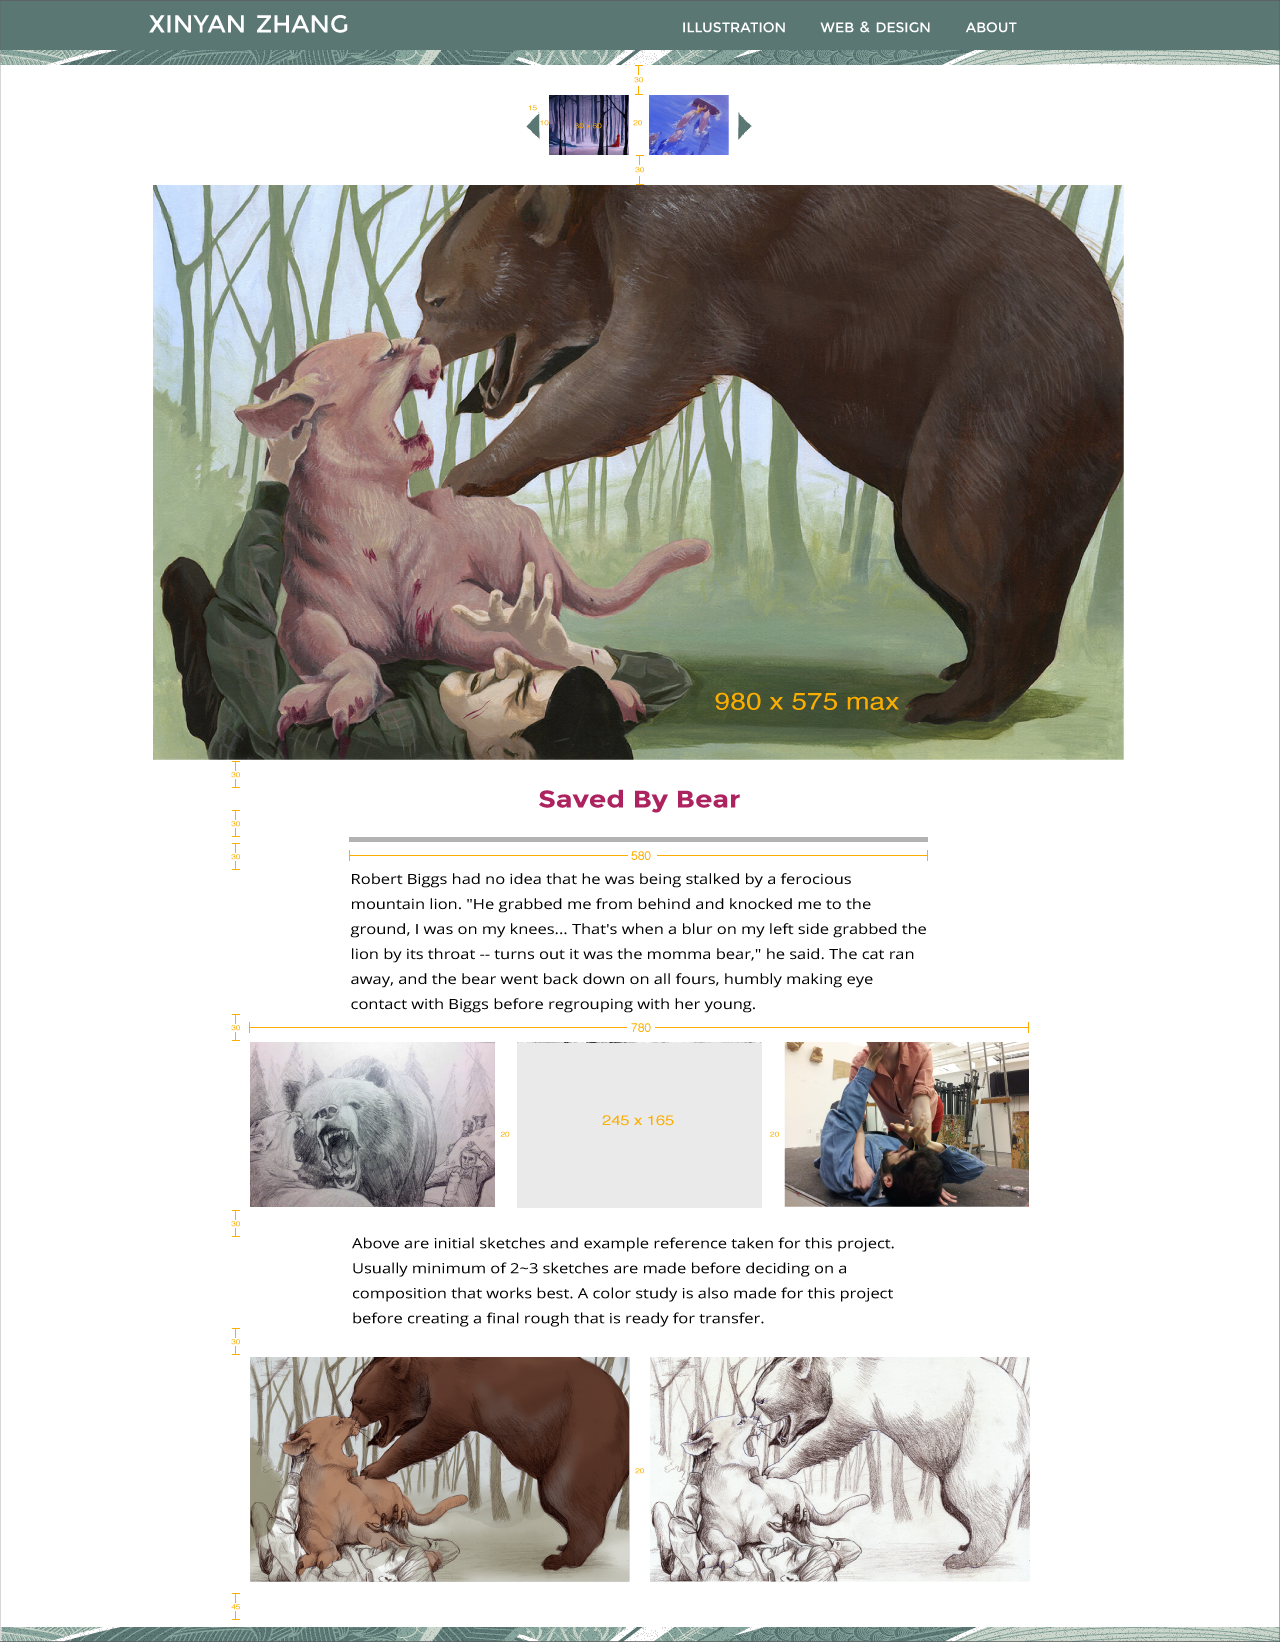 XINYAN ZHANG
ILLUSTRATION WEB & DESIGN ABOUT
30
15
10
80 x 60
20
30
980 x 575 max
30
Saved By Bear
30
30
580
Robert Biggs had no idea that he was being stalked by a ferocious
mountain lion. "He grabbed me from behind and knocked me to the
ground, I was on my knees... That's when a blur on my left side grabbed the
lion by its throat -- turns out it was the momma bear," he said. The cat ran
away, and the bear went back down on all fours, humbly making eye
contact with Biggs before regrouping with her young.
30
780
245 x 165
20
20
30
Above are initial sketches and example reference taken for this project.
Usually minimum of 2~3 sketches are made before deciding on a
composition that works best. A color study is also made for this project
before creating a final rough that is ready for transfer.
30
20
45